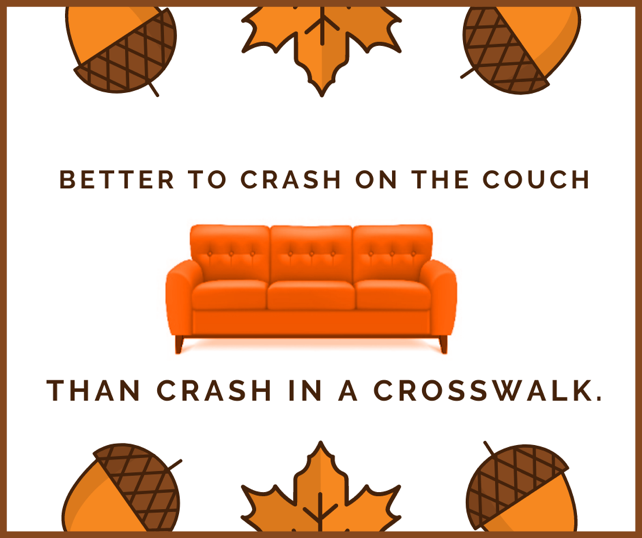 BETTER TO CRASH ON THE COUCH
THAN CRASH IN A CROSSWALK.